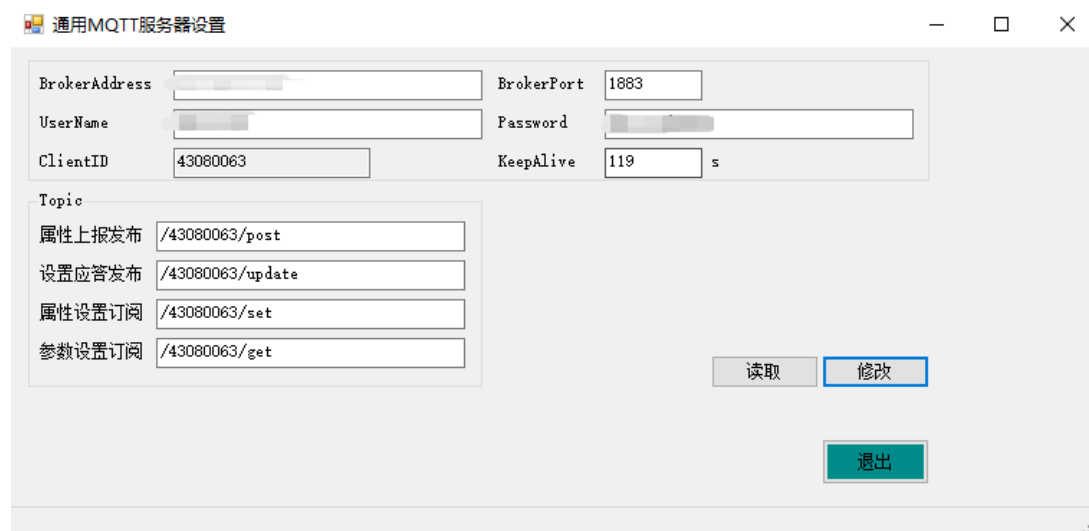 通用MQTT服务器设置
BrokerAddress BrokerPort 1883
UserName Password
ClientID 43080063 KeepAlive 119 s
Topic
属性上报发布 /43080063/post
设置应答发布 /43080063/update
属性设置订阅 /43080063/set
参数设置订阅 /43080063/get
读取 修改
退出